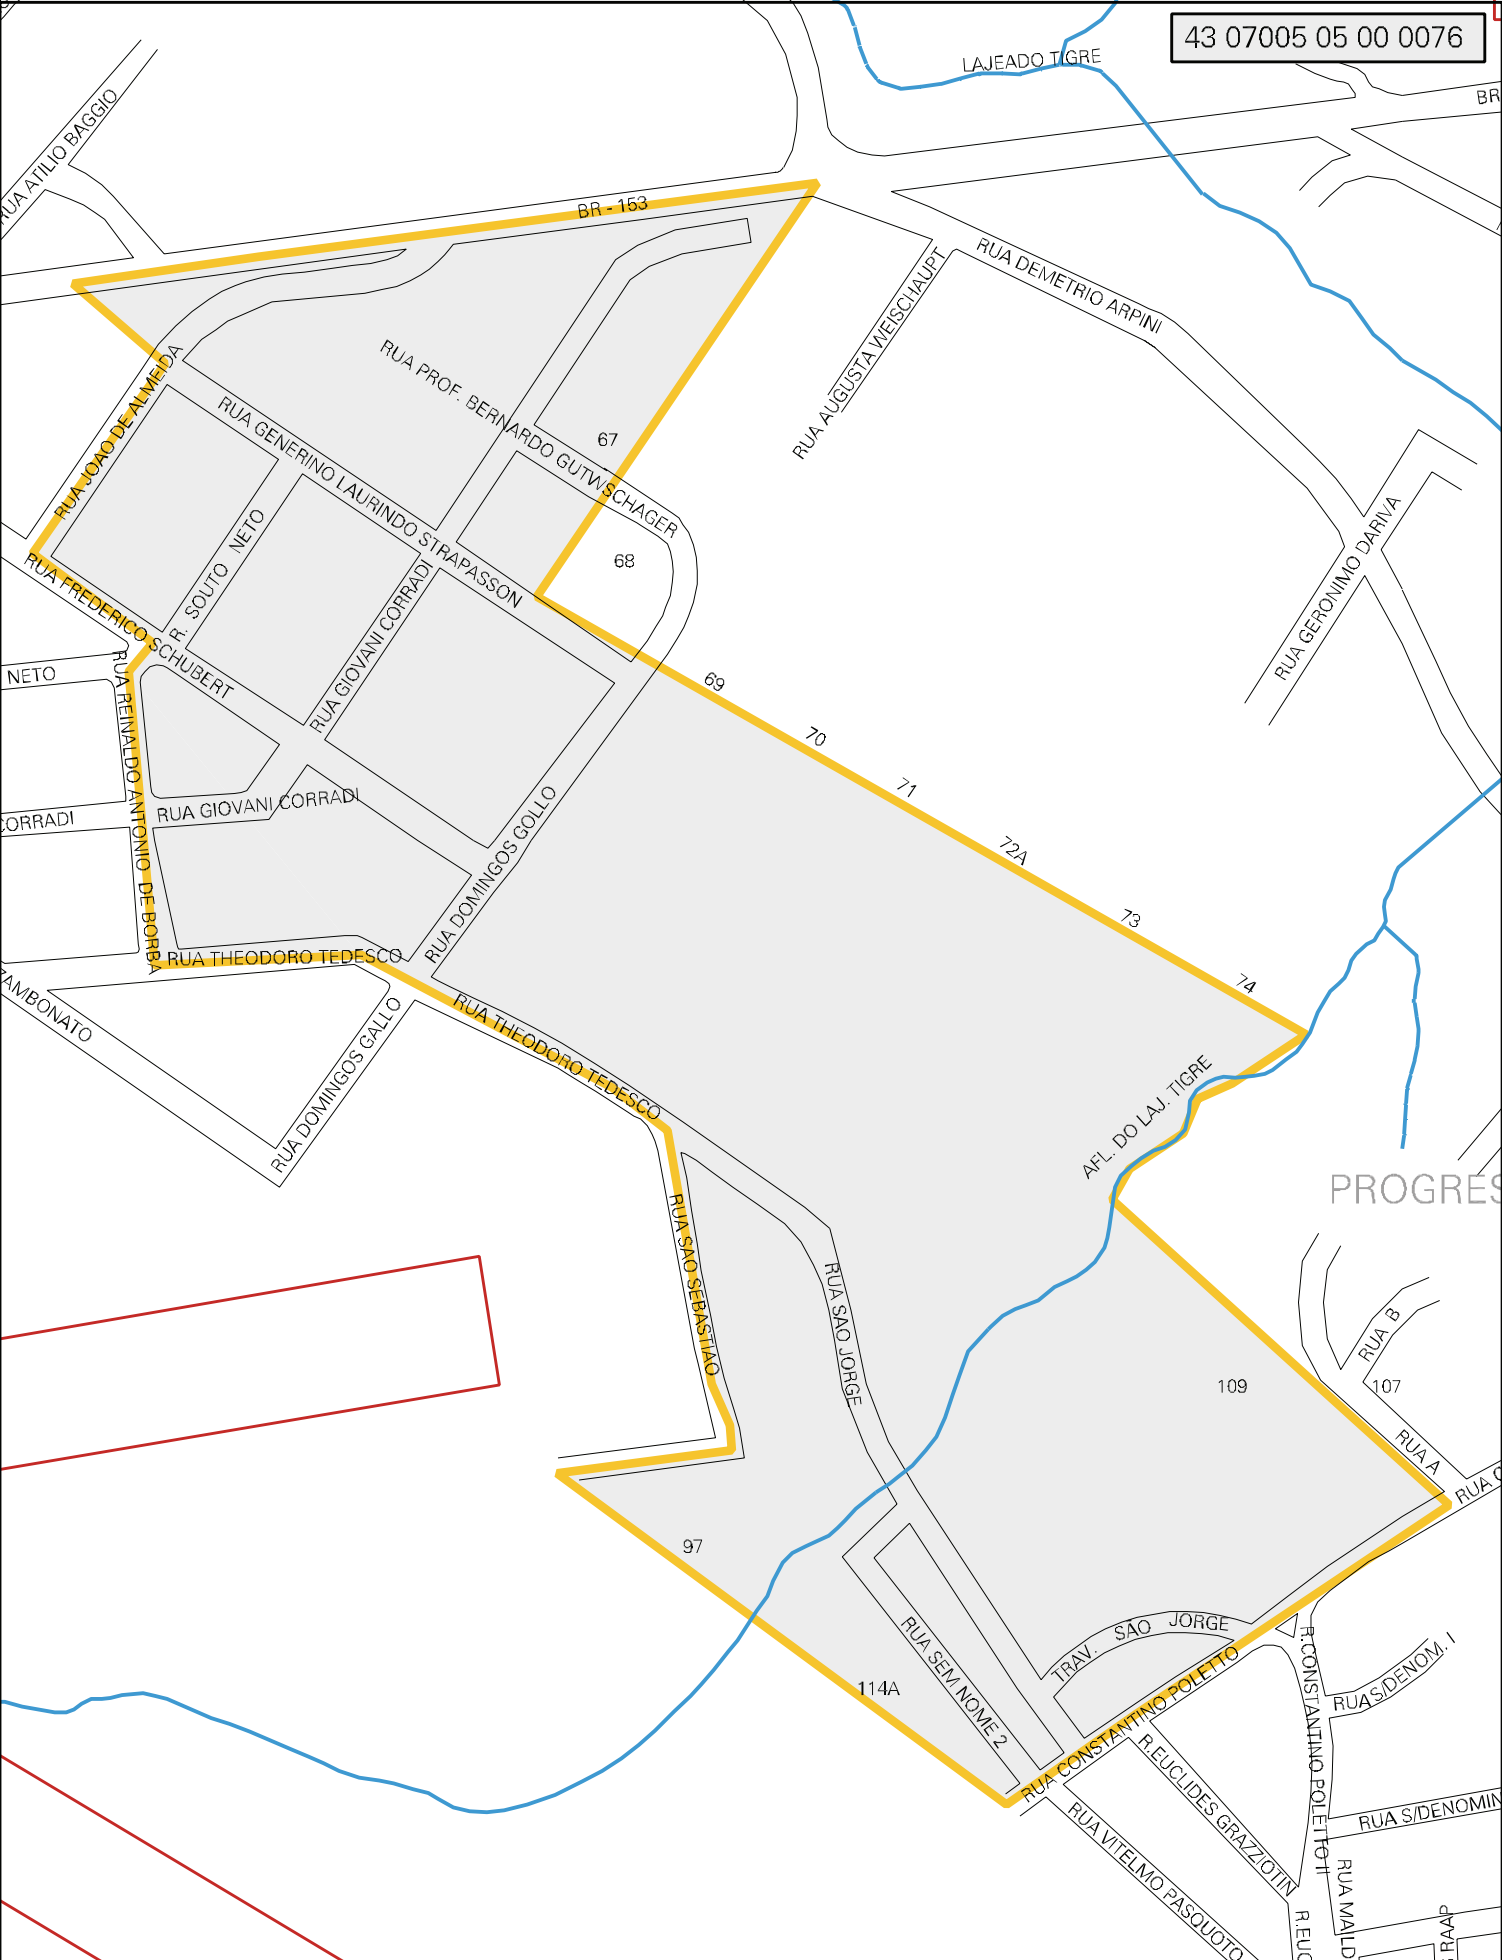 43 07005 05 00 0076
LAJEADO TIGRE
BR
RUA ATILIO BAGGIO
BR - 153
RUA DEMETRIO ARPINI
RUA AUGUSTA WEISCHAUPT
RUA JOAO DE ALMEIDA
RUA PROF. BERNARDO GUTWSCHAGER
RUA GENERINO LAURINDO STRAPASSON
67
68
R. SOUTO NETO
RUA GIOVANI CORRADI
RUA GERONIMO DARIVA
RUA FREDERICO SCHUBERT
NETO
RUA REINALDO ANTONIO DE BORBA
69
70
71
72A
73
74
RUA GIOVANI CORRADI
CORRADI
RUA DOMINGOS GOLLO
RUA THEODORO TEDESCO
ZAMBONATO
RUA DOMINGOS GALLO
RUA THEODORO TEDESCO
AFL. DO LAJ. TIGRE
PROGRES
RUA SAO SEBASTIAO
RUA SAO JORGE
RUA B
109
107
RUA A
RUA C
97
114A
RUA SEM NOME 2
TRAV. SÃO JORGE
RUA CONSTANTINO POLETTO
R.CONSTANTINO POLETTO II
RUA S/DENOM. I
R.EUCLIDES GRAZZIOTIN
RUA VITELMO PASQUOTO
RUA S/DENOMIN
RUA MAILD
R.EUC
RAAP